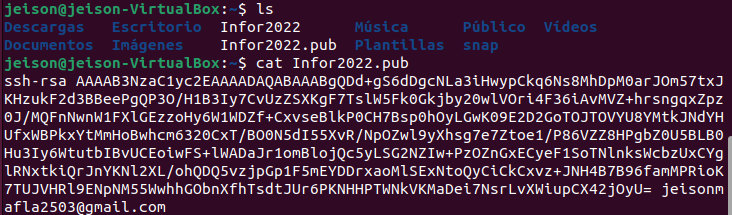 jeison@jeison-VirtualBox:~$ ls
Descargas Escritorio Infor2022 Música Público Videos
Documentos Imágenes Infor2022.pub Plantillas snap
jeison@jeison-VirtualBox:~$ cat Infor2022.pub
ssh-rsa AAAAB3NzaC1yc2EAAAADAQABAAABgQDd+gS6dDgcNLa3iHwypCkq6Ns8MhDpM0arJOm57txJ
KHzukF2d3BBeePgQP3O/H1B3Iy7CvUzZSXKgF7TslW5Fk0Gkjby20wlVOri4F36iAvMVZ+hrsngqxZpz
0J/MQFnNwnW1FXlGEzzoHy6W1WDZf+CxvseBlkP0CH7Bsp0hOyLGwK09E2D2GoTOJTOVYU8YMtkJNdYH
UfxWBPkxYtMmHoBwhcm6320CxT/BO0N5dI55XvR/NpOZwl9yXhsg7e7Ztoe1/P86VZZ8HPgbZ0U5BLB0
Hu3Iy6WtutbIBvUCEoiwFS+lWADaJr1omBlojQc5yLSG2NZIw+PzOZnGxECyeF1SoTNlnksWcbzUxCYg
lRNxtkiQrJnYKNl2XL/ohQDQ5vzjpGp1F5mEYDDrxaoMlSExNtoQyCiCkCxvz+JNH4B7B96famMPRioK
7TUJVHRl9ENpNM55WwhhGObnXfhTsdtJUr6PKNHHPTWNkVKMaDei7NsrLvXWiupCX42jOyU= jeisonm
afla2503@gmail.com